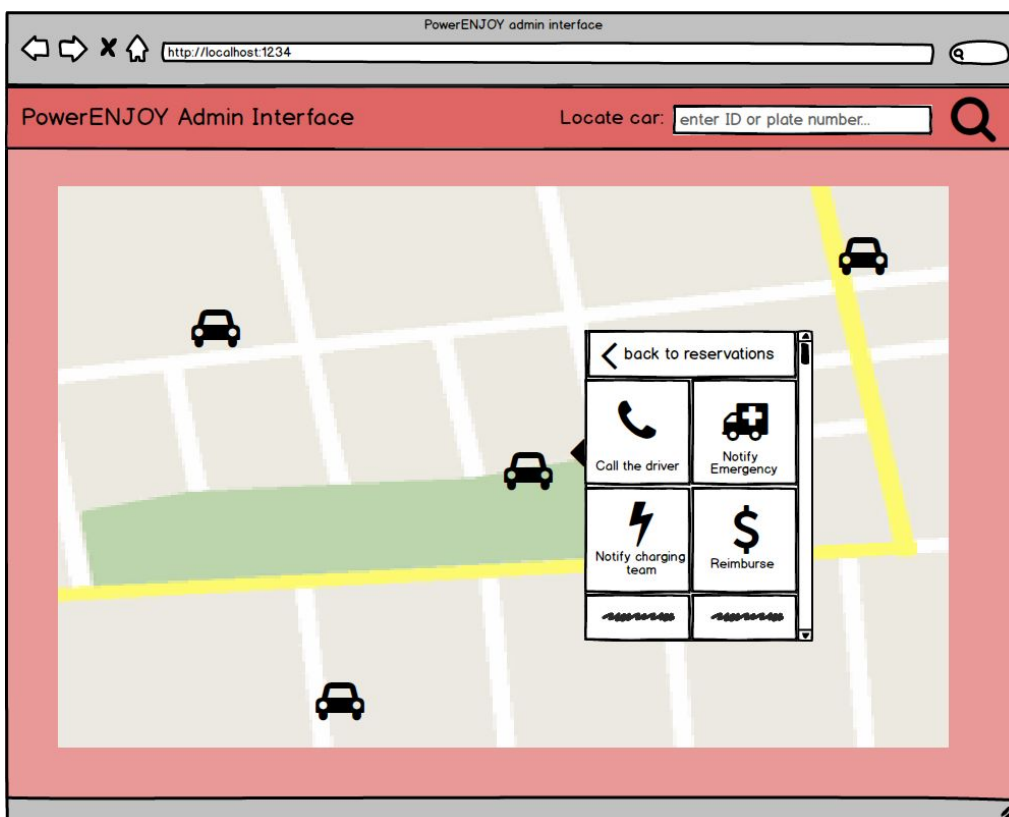 PowerENJOY admin interface
http://localhost:1234
PowerENJOY Admin Interface
Locate car: enter ID or plate number...
back to reservations
Call the driver
Notify
Emergency
Notify charging
team
Reimburse